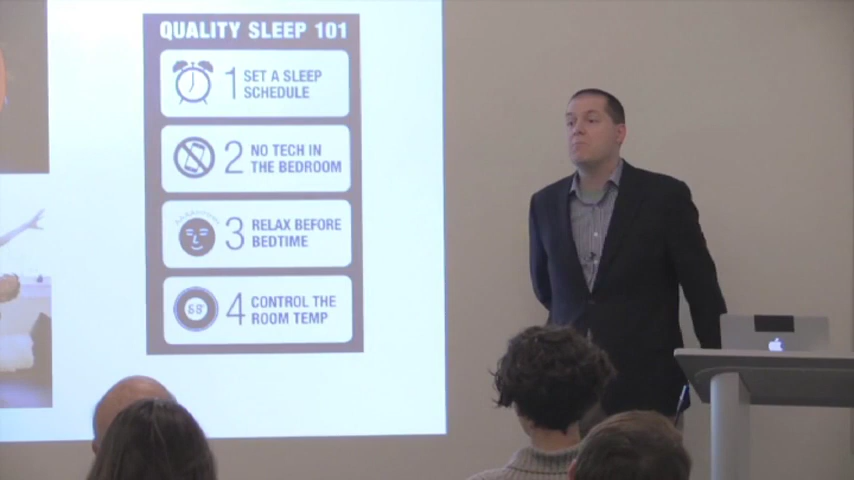 QUALITY SLEEP 101
1 SET A SLEEP
SCHEDULE
2 NO TECH IN
THE BEDROOM
3 RELAX BEFORE
BEDTIME
4 CONTROL THE
ROOM TEMP